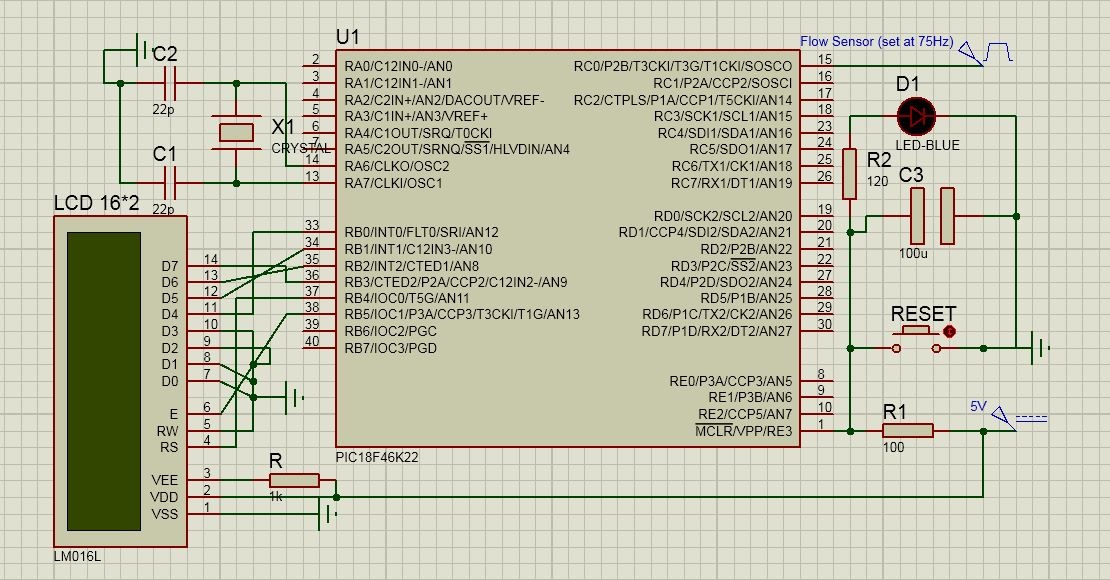 U1
Flow Sensor (set at 75Hz)
C2
22p
X1
CRYSTAL
C1
22p
LCD 16*2
D7 14
D6 13
D5 12
D4 11
D3 10
D2 9
D1 8
D0 7
E 6
RW 5
RS 4
VEE 3
VDD 2
VSS 1
LM016L
R
1k
2 RA0/C12IN0-/AN0
3 RA1/C12IN1-/AN1
4 RA2/C2IN+/AN2/DACOUT/VREF-
5 RA3/C1IN+/AN3/VREF+
6 RA4/C1OUT/SRQ/T0CKI
7 RA5/C2OUT/SRNQ/SS1/HLVDIN/AN4
14 RA6/CLKO/OSC2
13 RA7/CLKI/OSC1
33 RB0/INT0/FLT0/SRI/AN12
34 RB1/INT1/C12IN3-/AN10
35 RB2/INT2/CTED1/AN8
36 RB3/CTED2/P2A/CCP2/C12IN2-/AN9
37 RB4/IOC0/T5G/AN11
38 RB5/IOC1/P3A/CCP3/T3CKI/T1G/AN13
39 RB6/IOC2/PGC
40 RB7/IOC3/PGD
RC0/P2B/T3CKI/T3G/T1CKI/SOSCO 15
RC1/P2A/CCP2/SOSCI 16
RC2/CTPLS/P1A/CCP1/T5CKI/AN14 17
RC3/SCK1/SCL1/AN15 18
RC4/SDI1/SDA1/AN16 23
RC5/SDO1/AN17 24
RC6/TX1/CK1/AN18 25
RC7/RX1/DT1/AN19 26
RD0/SCK2/SCL2/AN20 19
RD1/CCP4/SDI2/SDA2/AN21 20
RD2/P2B/AN22 21
RD3/P2C/SS2/AN23 22
RD4/P2D/SDO2/AN24 27
RD5/P1B/AN25 28
RD6/P1C/TX2/CK2/AN26 29
RD7/P1D/RX2/DT2/AN27 30
RE0/P3A/CCP3/AN5 8
RE1/P3B/AN6 9
RE2/CCP5/AN7 10
MCLR/VPP/RE3 1
PIC18F46K22
D1
LED-BLUE
R2
120
C3
100u
RESET
R1
100
5V